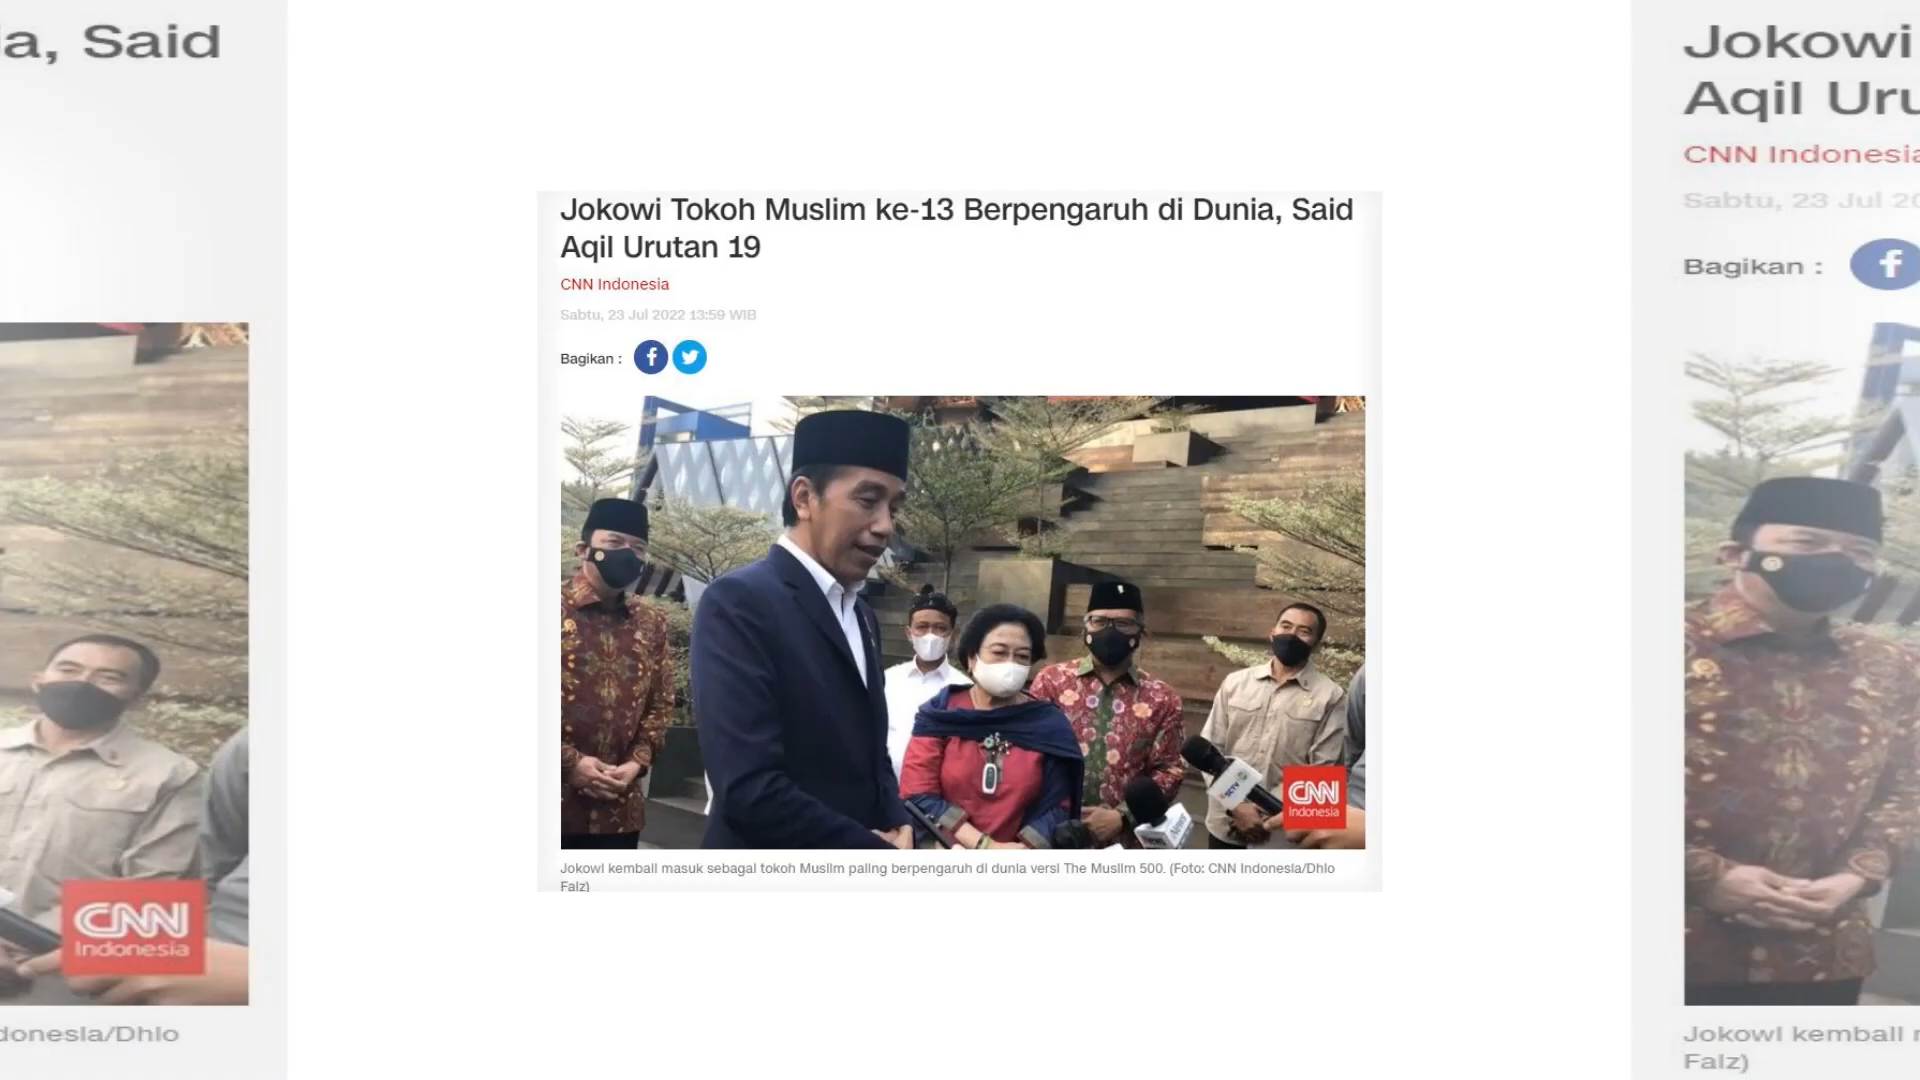 a, Said
donesia/Dhio
Jokowi Tokoh Muslim ke-13 Berpengaruh di Dunia, Said
Aqil Urutan 19
CNN Indonesia
Sabtu, 23 Jul 2022 13:59 WIB
Bagikan :
SCTV
CNN
Indonesia
Jokowi kembali masuk sebagai tokoh Muslim paling berpengaruh di dunia versi The Muslim 500. (Foto: CNN Indonesia/Dhio
Faiz)
CNN
Indonesia
Jokowi
Aqil Uru
CNN Indonesia
Sabtu, 23 Jul 20
Bagikan :
Jokowi kembali
Faiz)